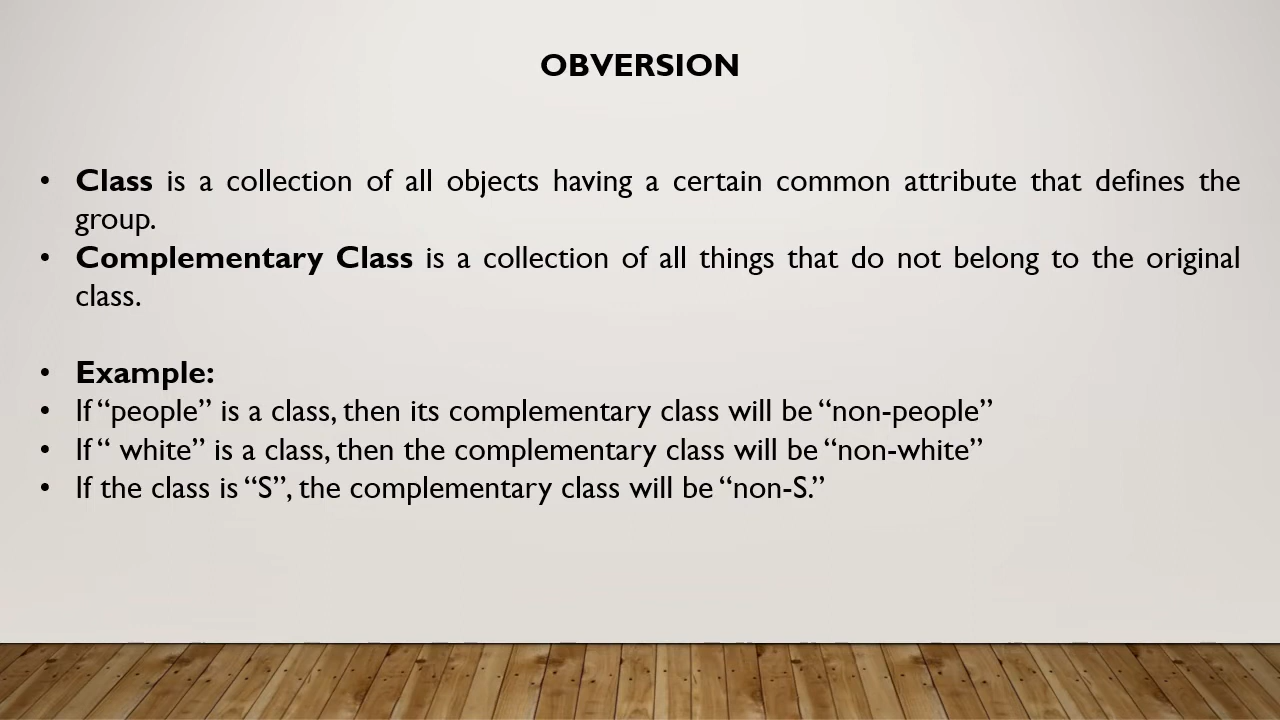 OBVERSION
• Class is a collection of all objects having a certain common attribute that defines the
group.
• Complementary Class is a collection of all things that do not belong to the original
class.
• Example:
• If “people” is a class, then its complementary class will be “non-people”
• If “ white” is a class, then the complementary class will be “non-white”
• If the class is “S”, the complementary class will be “non-S.”